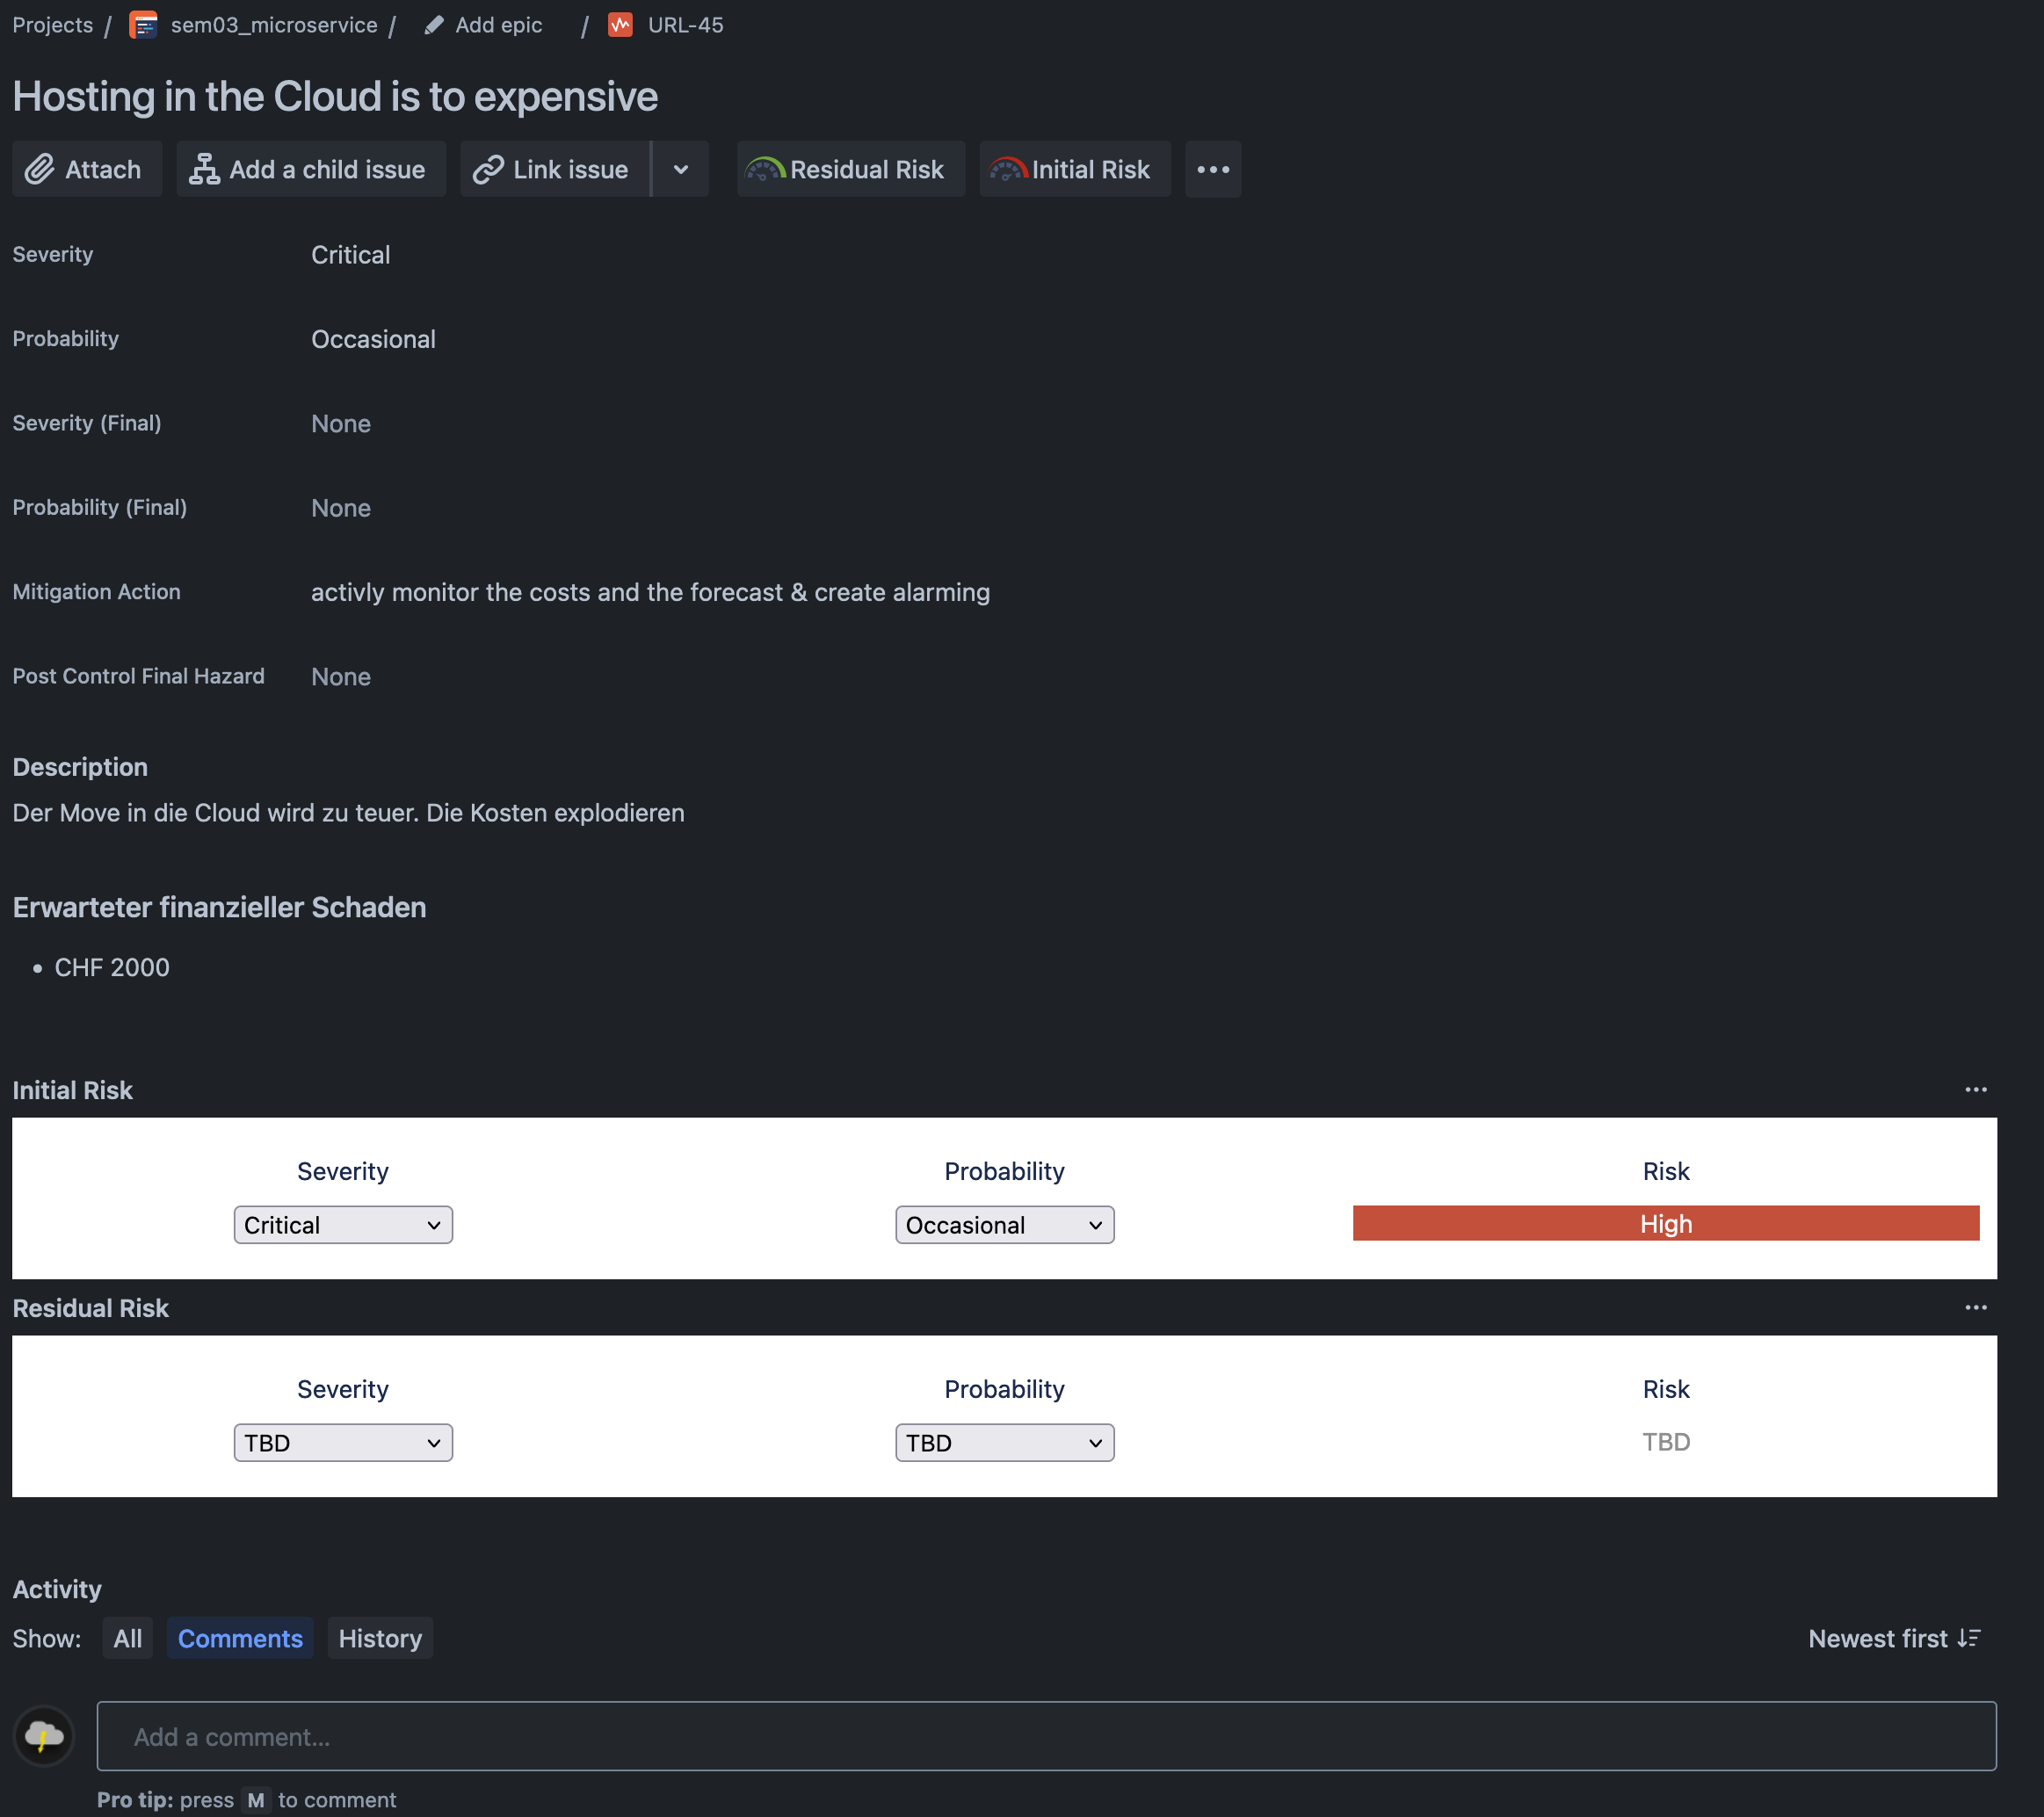 Projects / sem03_microservice / Add epic / URL-45
Hosting in the Cloud is to expensive
Attach Add a child issue Link issue Residual Risk Initial Risk
Severity Critical
Probability Occasional
Severity (Final) None
Probability (Final) None
Mitigation Action activly monitor the costs and the forecast & create alarming
Post Control Final Hazard None
Description
Der Move in die Cloud wird zu teuer. Die Kosten explodieren
Erwarteter finanzieller Schaden
• CHF 2000
Initial Risk
Severity Probability Risk
Critical Occasional High
Residual Risk
Severity Probability Risk
TBD TBD TBD
Activity
Show: All Comments History Newest first
Add a comment...
Pro tip: press M to comment